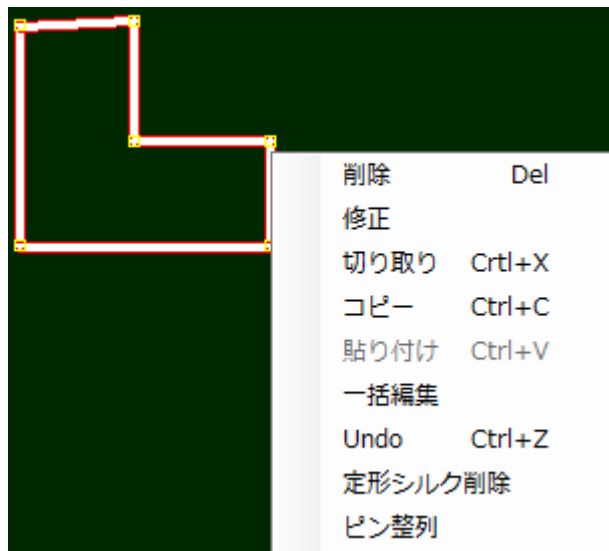 削除 Del
修正
切り取り Crtl+X
コピー Ctrl+C
貼り付け Ctrl+V
一括編集
Undo Ctrl+Z
定形シルク削除
ピン整列